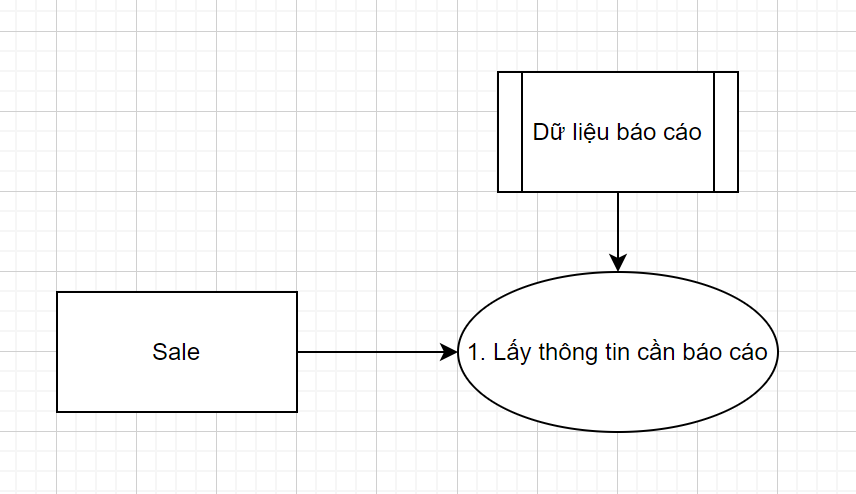 Dữ liệu báo cáo
Sale
1. Lấy thông tin cần báo cáo